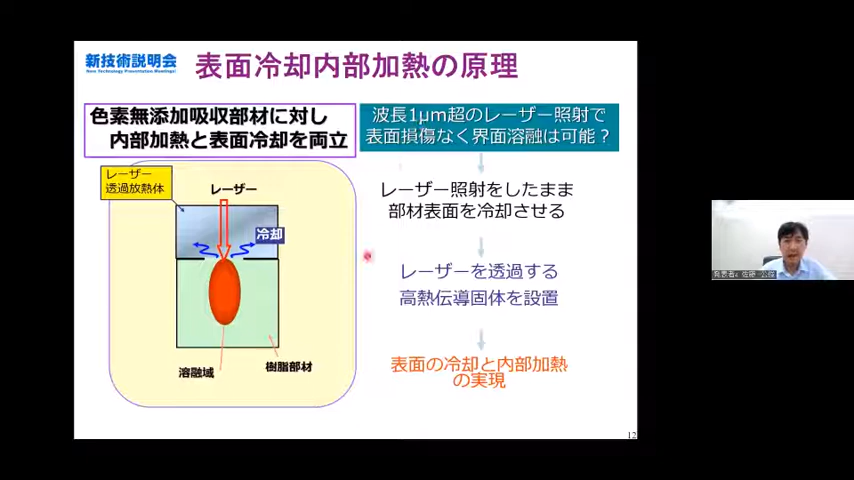 新技術説明会
New Technology Presentation Meetings!
表面冷却内部加熱の原理
色素無添加吸収部材に対し
内部加熱と表面冷却を両立
レーザー
透過放熱体
レーザー
冷却
溶融域
樹脂部材
波長1μm超のレーザー照射で
表面損傷なく界面溶融は可能？
レーザー照射をしたまま
部材表面を冷却させる
レーザーを透過する
高熱伝導固体を設置
表面の冷却と内部加熱
の実現
12